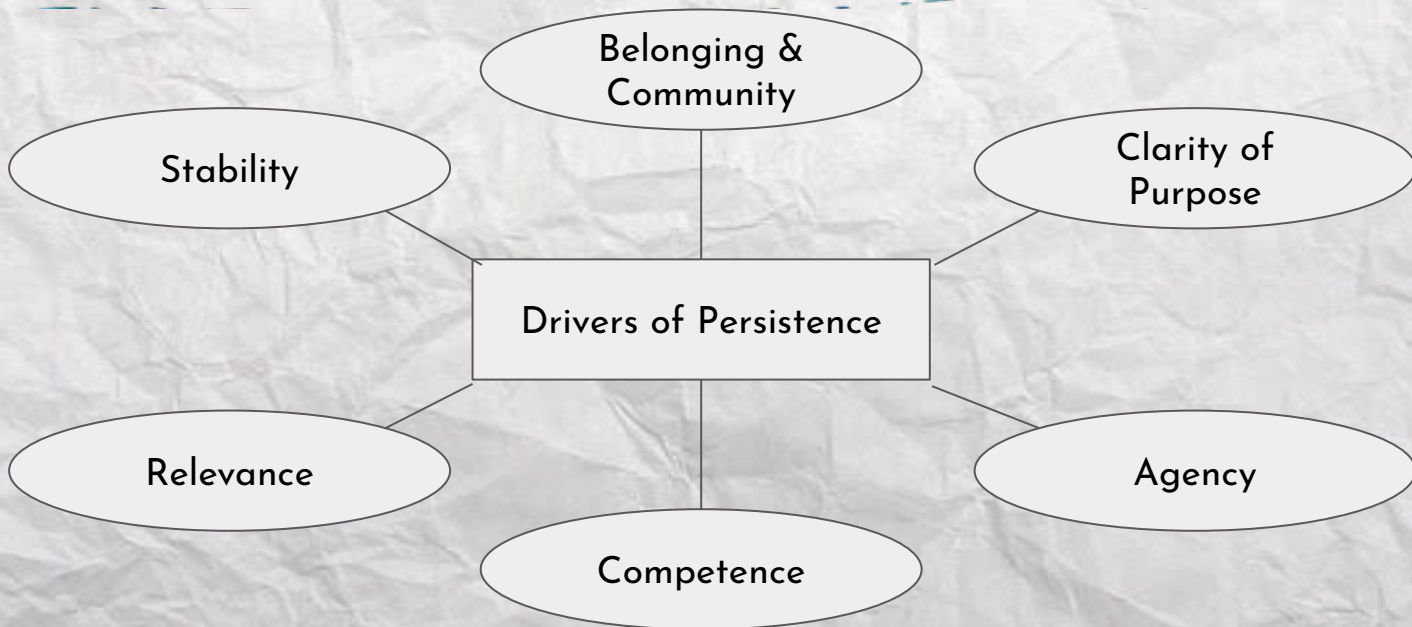 Belonging &
Community
Stability
Clarity of
Purpose
Drivers of Persistence
Relevance
Agency
Competence